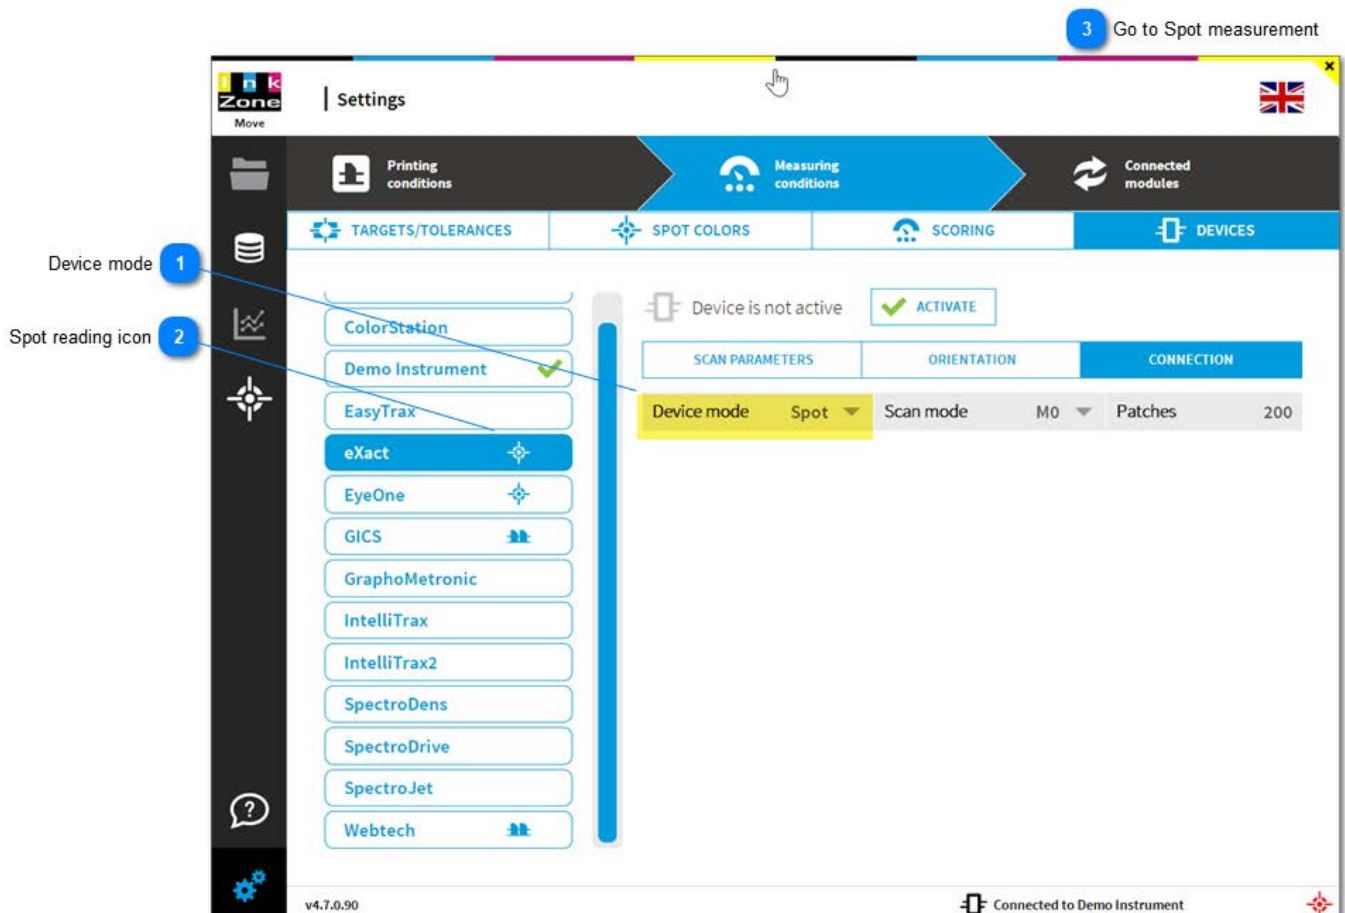 3 Go to Spot measurement
ink
Zone
Move
Settings
x
Printing
conditions
Measuring
conditions
Connected
modules
TARGETS/TOLERANCES
SPOT COLORS
SCORING
DEVICES
Device mode 1
Spot reading icon 2
ColorStation
Demo Instrument
EasyTrax
eXact
EyeOne
GICS
GraphoMetronic
IntelliTrax
IntelliTrax2
SpectroDens
SpectroDrive
SpectroJet
Webtech
Device is not active
ACTIVATE
SCAN PARAMETERS
ORIENTATION
CONNECTION
Device mode Spot
Scan mode M0
Patches 200
?
v4.7.0.90
Connected to Demo Instrument